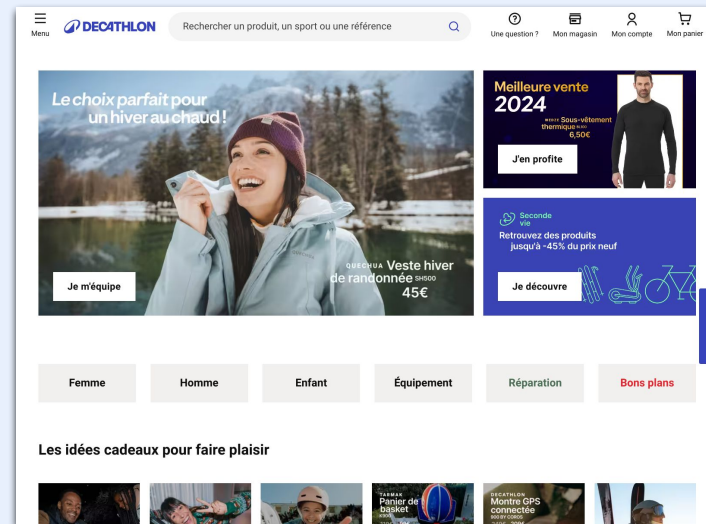 Menu
DECATHLON
Rechercher un produit, un sport ou une référence
Une question ?
Mon magasin
Mon compte
Mon panier
Le choix parfait pour
un hiver au chaud !
QUECHUA Veste hiver
de randonnée SH500
45€
Je m'équipe
Meilleure vente
2024
Sous-vêtement
thermique
6,50€
J'en profite
Seconde
vie
Retrouvez des produits
jusqu'à -45% du prix neuf
Je découvre
Femme
Homme
Enfant
Équipement
Réparation
Bons plans
Les idées cadeaux pour faire plaisir
TARMAK
Panier de
basket
DECATHLON
Montre GPS
connectée